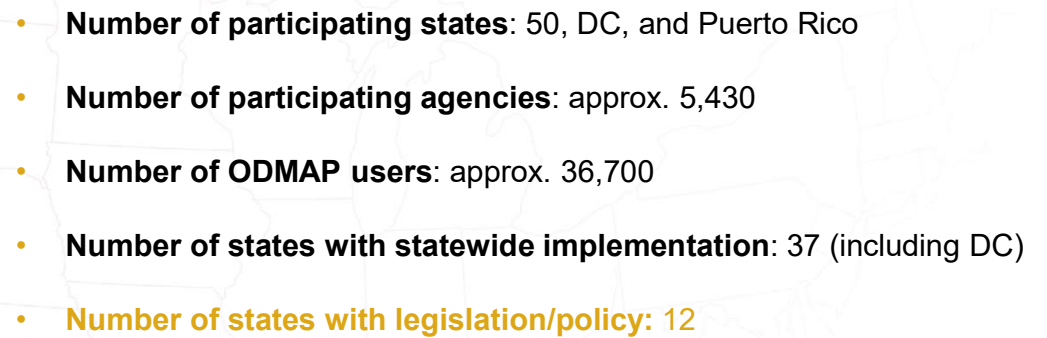 • Number of participating states: 50, DC, and Puerto Rico
• Number of participating agencies: approx. 5,430
• Number of ODMAP users: approx. 36,700
• Number of states with statewide implementation: 37 (including DC)
• Number of states with legislation/policy: 12